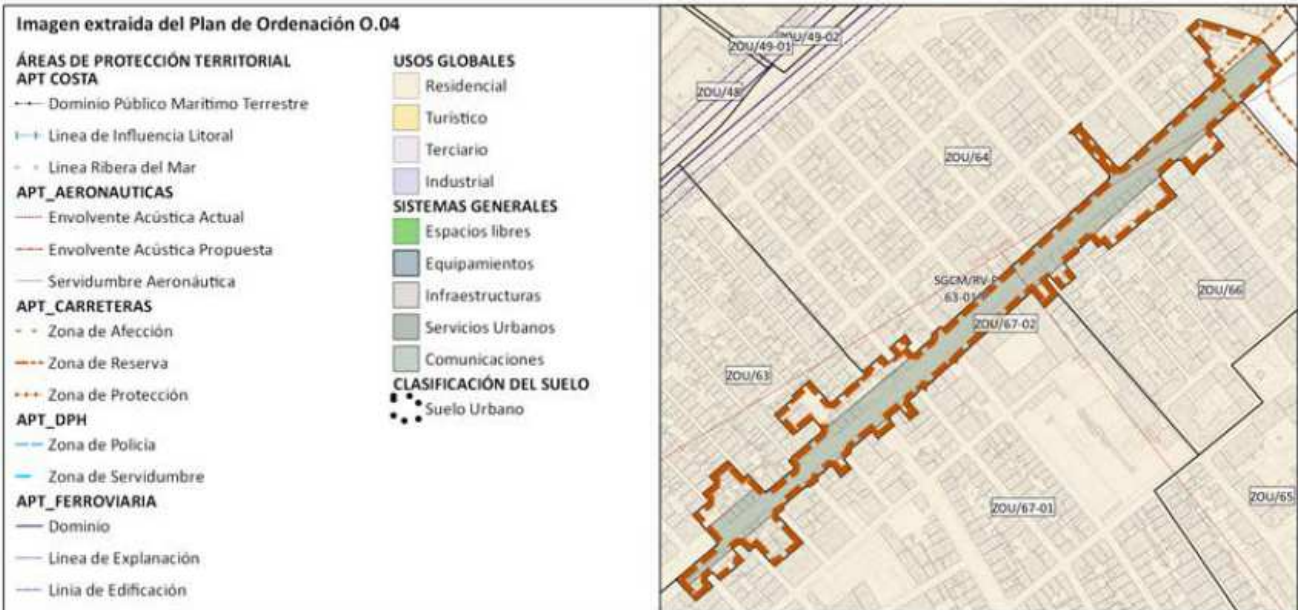 Imagen extraida del Plan de Ordenación O.04
ÁREAS DE PROTECCIÓN TERRITORIAL
APT COSTA
Dominio Público Marítimo Terrestre
Linea de Influencia Litoral
Linea Ribera del Mar
APT_AERONAUTICAS
Envolvente Acústica Actual
Envolvente Acústica Propuesta
Servidumbre Aeronáutica
APT_CARRETERAS
Zona de Afección
Zona de Reserva
Zona de Protección
APT_DPH
Zona de Policía
Zona de Servidumbre
APT_FERROVIARIA
Dominio
Linea de Explanación
Linia de Edificación
USOS GLOBALES
Residencial
Turístico
Terciario
Industrial
SISTEMAS GENERALES
Espacios libres
Equipamientos
Infraestructuras
Servicios Urbanos
Comunicaciones
CLASIFICACIÓN DEL SUELO
Suelo Urbano
ZOU/49-02
ZOU/49-01
ZOU/48
ZOU/64
SGCM/RV-P
63-01
ZOU/66
ZOU/67-02
ZOU/63
ZOU/65
ZOU/67-01